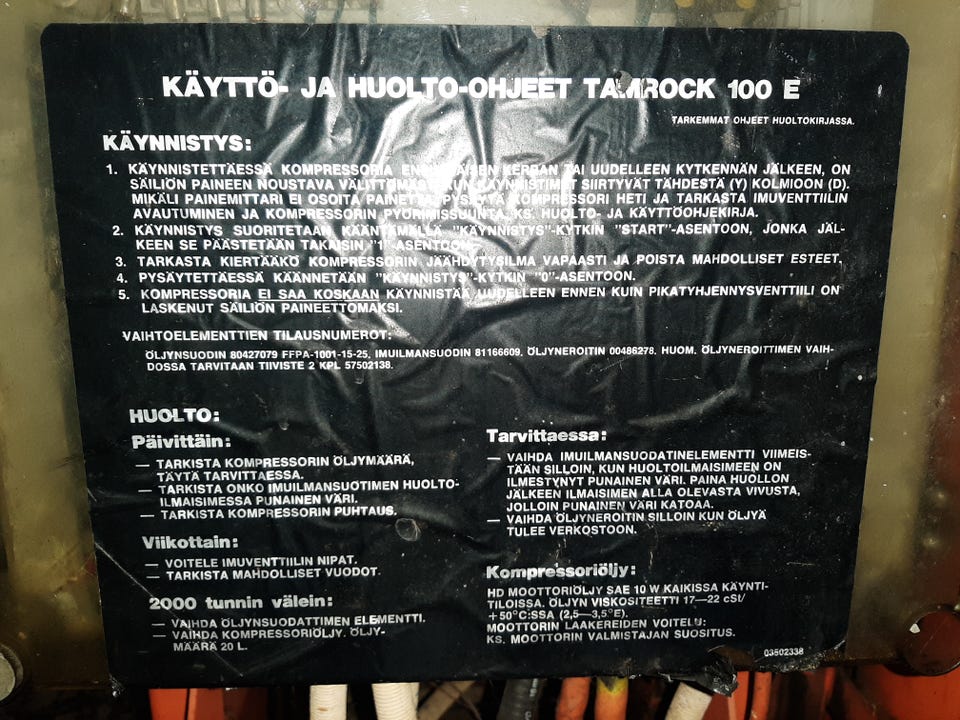 KÄYTTÖ- JA HUOLTO-OHJEET TAMROCK 100 E
TARKEMMAT OHJEET HUOLTOKIRJASSA.
KÄYNNISTYS:
1. KÄYNNISTETTÄESSÄ KOMPRESSORIA ENSIMMÄISEN KERRAN TAI UUDELLEEN KYTKENNÄN JÄLKEEN, ON
SÄILIÖN PAINEEN NOUSTAVA VÄLITTÖMÄSTI KUN KÄYNNISTIMET SIIRTYVÄT TÄHDESTÄ (Y) KOLMIOON (D).
MIKÄLI PAINEMITTARI EI OSOITA PAINETTA, PYSÄYTÄ KOMPRESSORI HETI JA TARKASTA IMUVENTTIILIN
AVAUTUMINEN JA KOMPRESSORIN PYÖRIMISSUUNTA, KS. HUOLTO- JA KÄYTTÖOHJEKIRJA.
2. KÄYNNISTYS SUORITETAAN KÄÄNTÄMÄLLÄ "KÄYNNISTYS"-KYTKIN "START"-ASENTOON, JONKA JÄL-
KEEN SE PÄÄSTETÄÄN TAKAISIN "1"-ASENTOON.
3. TARKASTA KIERTÄÄKÖ KOMPRESSORIN JÄÄHDYTYSILMA VAPAASTI JA POISTA MAHDOLLISET ESTEET.
4. PYSÄYTETTÄESSÄ KÄÄNNETÄÄN "KÄYNNISTYS"-KYTKIN "0"-ASENTOON.
5. KOMPRESSORIA EI SAA KOSKAAN KÄYNNISTÄÄ UUDELLEEN ENNEN KUIN PIKATYHJENNYSVENTTIILI ON
LASKENUT SÄILIÖN PAINEETTOMAKSI.
VAIHTOELEMENTTIEN TILAUSNUMEROT:
ÖLJYNSUODIN 80427079 FFPA-1001-15-25, IMUILMANSUODIN 81166609. ÖLJYNEROITIN 00486278. HUOM. ÖLJYNEROITTIMEN VAIH-
DOSSA TARVITAAN TIIVISTE 2 KPL 57502138.
HUOLTO:
Päivittäin:
— TARKISTA KOMPRESSORIN ÖLJYMÄÄRÄ,
TÄYTÄ TARVITTAESSA.
— TARKISTA ONKO IMUILMANSUOTIMEN HUOLTO-
ILMAISIMESSA PUNAINEN VÄRI.
— TARKISTA KOMPRESSORIN PUHTAUS.
Viikottain:
— VOITELE IMUVENTTIILIN NIPAT.
— TARKISTA MAHDOLLISET VUODOT.
2000 tunnin välein:
— VAIHDA ÖLJYNSUODATTIMEN ELEMENTTI.
— VAIHDA KOMPRESSORIÖLJY. ÖLJY-
MÄÄRÄ 20 L.
Tarvittaessa:
— VAIHDA IMUILMANSUODATINELEMENTTI VIIMEIS-
TÄÄN SILLOIN, KUN HUOLTOILMAISIMEEN ON
ILMESTYNYT PUNAINEN VÄRI. PAINA HUOLLON
JÄLKEEN ILMAISIMEN ALLA OLEVASTA VIVUSTA,
JOLLOIN PUNAINEN VÄRI KATOAA.
— VAIHDA ÖLJYNEROITIN SILLOIN KUN ÖLJYÄ
TULEE VERKOSTOON.
Kompressoriöljy:
HD MOOTTORIÖLJY SAE 10 W KAIKISSA KÄYNTI-
TILOISSA. ÖLJYN VISKOSITEETTI 17—22 cSt/
+50°C:SSA (2,5—3,5°E).
MOOTTORIN LAAKEREIDEN VOITELU:
KS. MOOTTORIN VALMISTAJAN SUOSITUS.
03502338